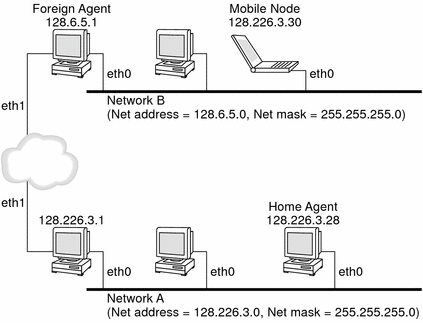 Foreign Agent
128.6.5.1
Mobile Node
128.226.3.30
eth0
eth0
eth1
Network B
(Net address = 128.6.5.0, Net mask = 255.255.255.0)
eth1
128.226.3.1
Home Agent
128.226.3.28
eth0
eth0
eth0
Network A
(Net address = 128.226.3.0, Net mask = 255.255.255.0)